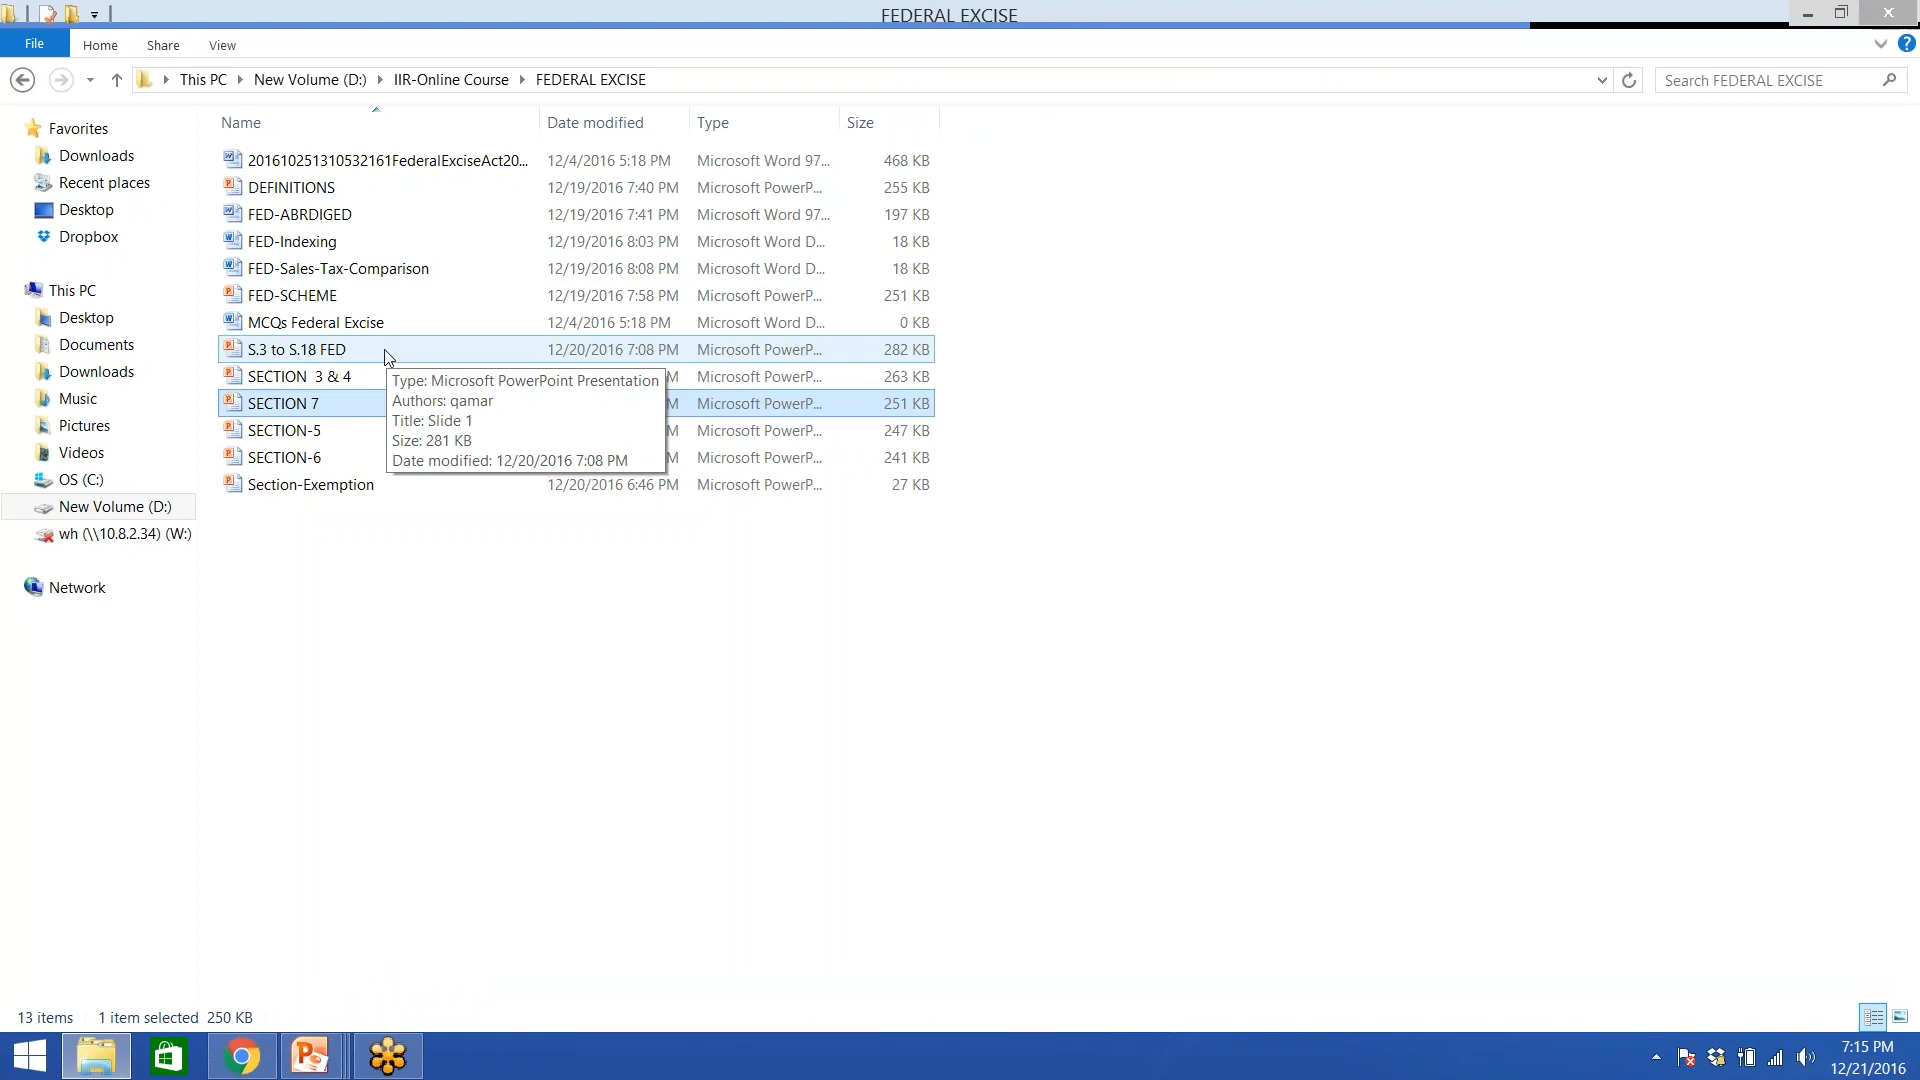 FEDERAL EXCISE
File Home Share View
This PC New Volume (D:) IIR-Online Course FEDERAL EXCISE Search FEDERAL EXCISE
Favorites
Downloads
Recent places
Desktop
Dropbox
This PC
Desktop
Documents
Downloads
Music
Pictures
Videos
OS (C:)
New Volume (D:)
wh (\\10.8.2.34) (W:)
Network
Name Date modified Type Size
201610251310532161FederalExciseAct20... 12/4/2016 5:18 PM Microsoft Word 97... 468 KB
DEFINITIONS 12/19/2016 7:40 PM Microsoft PowerP... 255 KB
FED-ABRDIGED 12/19/2016 7:41 PM Microsoft Word 97... 197 KB
FED-Indexing 12/19/2016 8:03 PM Microsoft Word D... 18 KB
FED-Sales-Tax-Comparison 12/19/2016 8:08 PM Microsoft Word D... 18 KB
FED-SCHEME 12/19/2016 7:58 PM Microsoft PowerP... 251 KB
MCQs Federal Excise 12/4/2016 5:18 PM Microsoft Word D... 0 KB
S.3 to S.18 FED 12/20/2016 7:08 PM Microsoft PowerP... 282 KB
SECTION 3 & 4 M Microsoft PowerP... 263 KB
SECTION 7 M Microsoft PowerP... 251 KB
SECTION-5 M Microsoft PowerP... 247 KB
SECTION-6 M Microsoft PowerP... 241 KB
Section-Exemption 12/20/2016 6:46 PM Microsoft PowerP... 27 KB
Type: Microsoft PowerPoint Presentation
Authors: qamar
Title: Slide 1
Size: 281 KB
Date modified: 12/20/2016 7:08 PM
13 items 1 item selected 250 KB
7:15 PM
12/21/2016